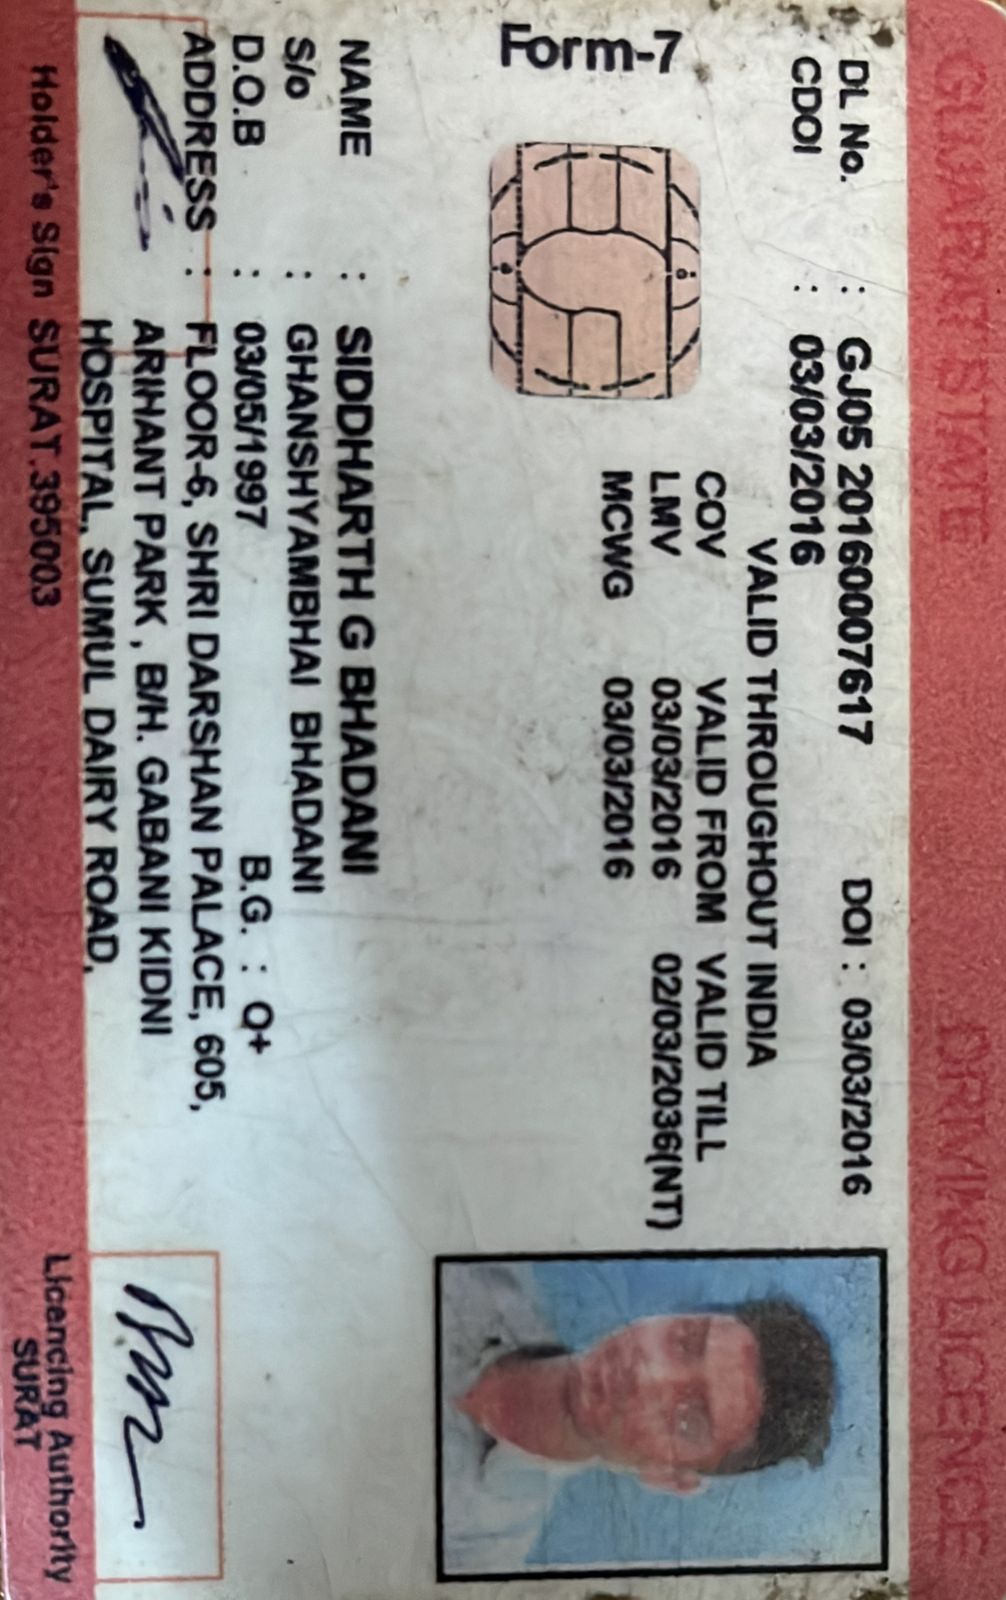 GUJARAT STATE DRIVING LICENCE
DL No. : GJ05 20160007617 DOI : 03/03/2016
CDOI : 03/03/2016
VALID THROUGHOUT INDIA
COV VALID FROM VALID TILL
LMV 03/03/2016 02/03/2036(NT)
MCWG 03/03/2016
Form-7
NAME : SIDDHARTH G BHADANI
S/o : GHANSHYAMBHAI BHADANI
D.O.B : 03/05/1997 B.G. : O+
ADDRESS : FLOOR-6, SHRI DARSHAN PALACE, 605,
ARIHANT PARK , B/H. GABANI KIDNI
HOSPITAL, SUMUL DAIRY ROAD,
Holder's Sign SURAT.395003
Licencing Authority
SURAT